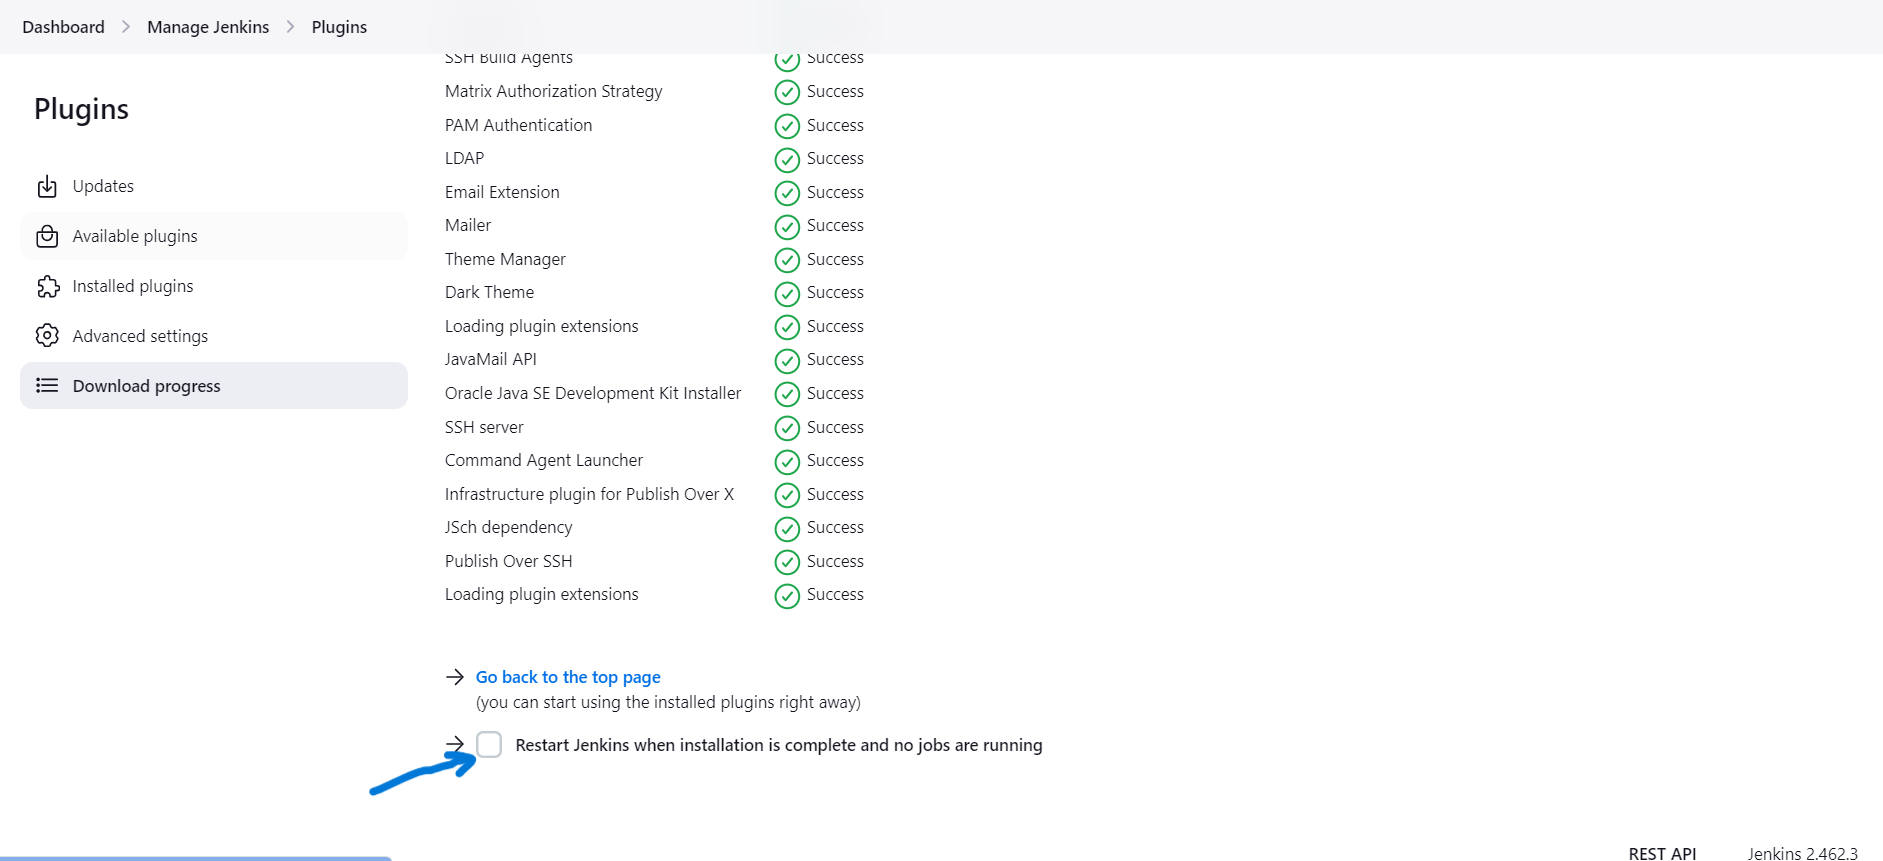 Dashboard > Manage Jenkins > Plugins
Plugins
Updates
Available plugins
Installed plugins
Advanced settings
Download progress
SSH Build Agents Success
Matrix Authorization Strategy Success
PAM Authentication Success
LDAP Success
Email Extension Success
Mailer Success
Theme Manager Success
Dark Theme Success
Loading plugin extensions Success
JavaMail API Success
Oracle Java SE Development Kit Installer Success
SSH server Success
Command Agent Launcher Success
Infrastructure plugin for Publish Over X Success
JSch dependency Success
Publish Over SSH Success
Loading plugin extensions Success
Go back to the top page
(you can start using the installed plugins right away)
Restart Jenkins when installation is complete and no jobs are running
REST API Jenkins 2.462.3